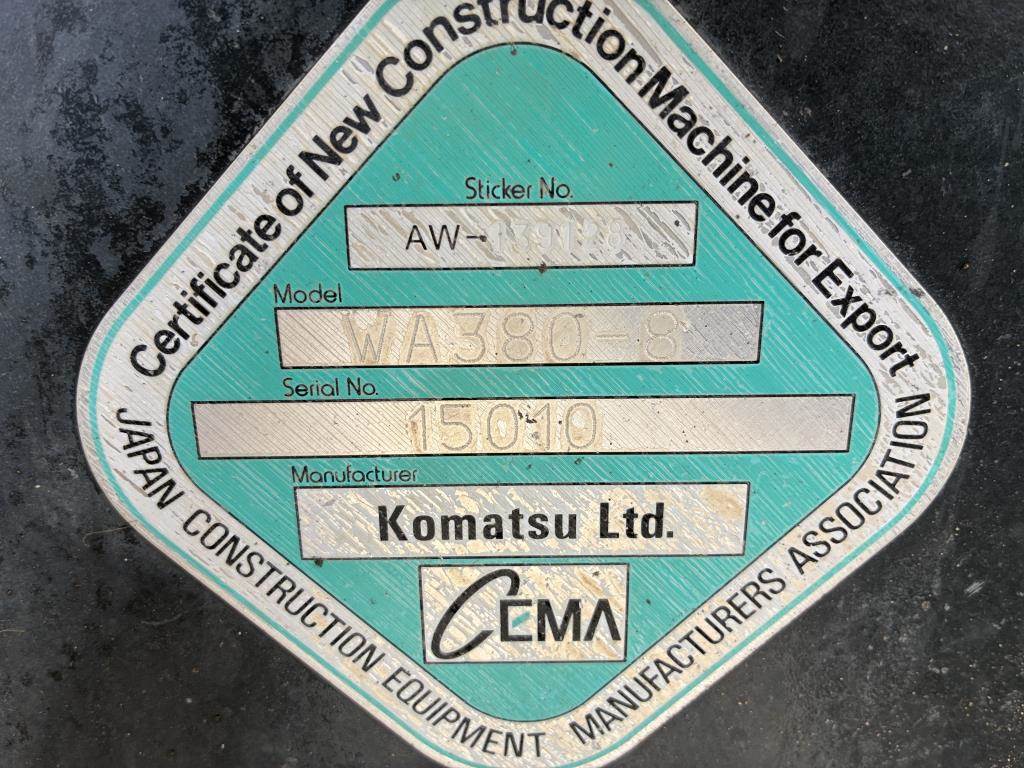 Certificate of New Construction Machine for Export
Sticker No.
AW-
Model
WA380-8
Serial No.
15010
Manufacturer
Komatsu Ltd.
CEMA
JAPAN CONSTRUCTION EQUIPMENT MANUFACTURERS ASSOCIATION